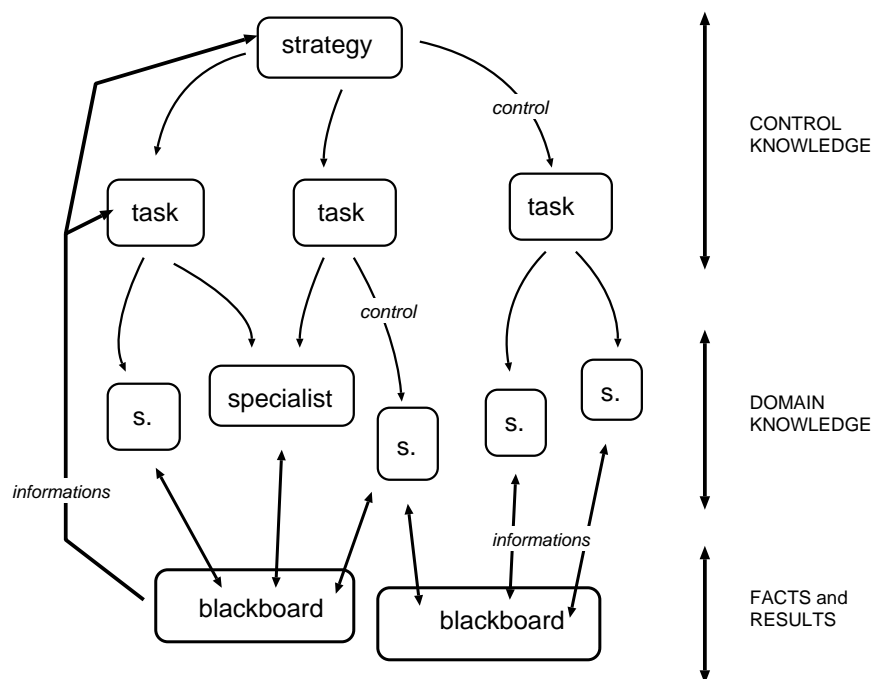 strategy
control
CONTROL
KNOWLEDGE
task
task
task
control
specialist
s.
s.
s.
s.
DOMAIN
KNOWLEDGE
informations
informations
blackboard
blackboard
FACTS and
RESULTS